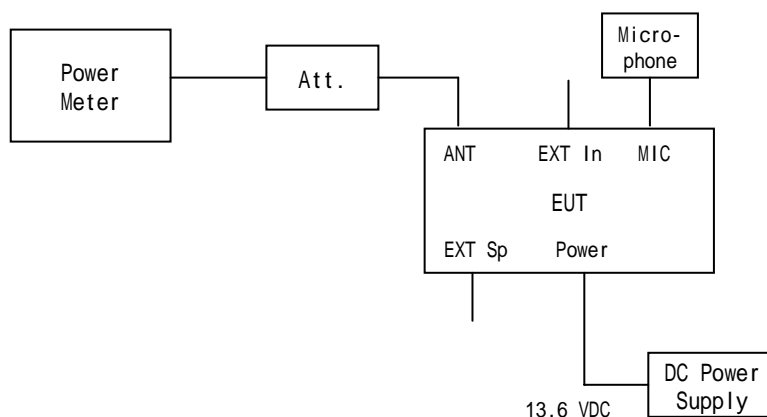 Micro-
phone
Power
Meter
Att.
ANT EXT In MIC
EUT
EXT Sp Power
DC Power
Supply
13.6 VDC